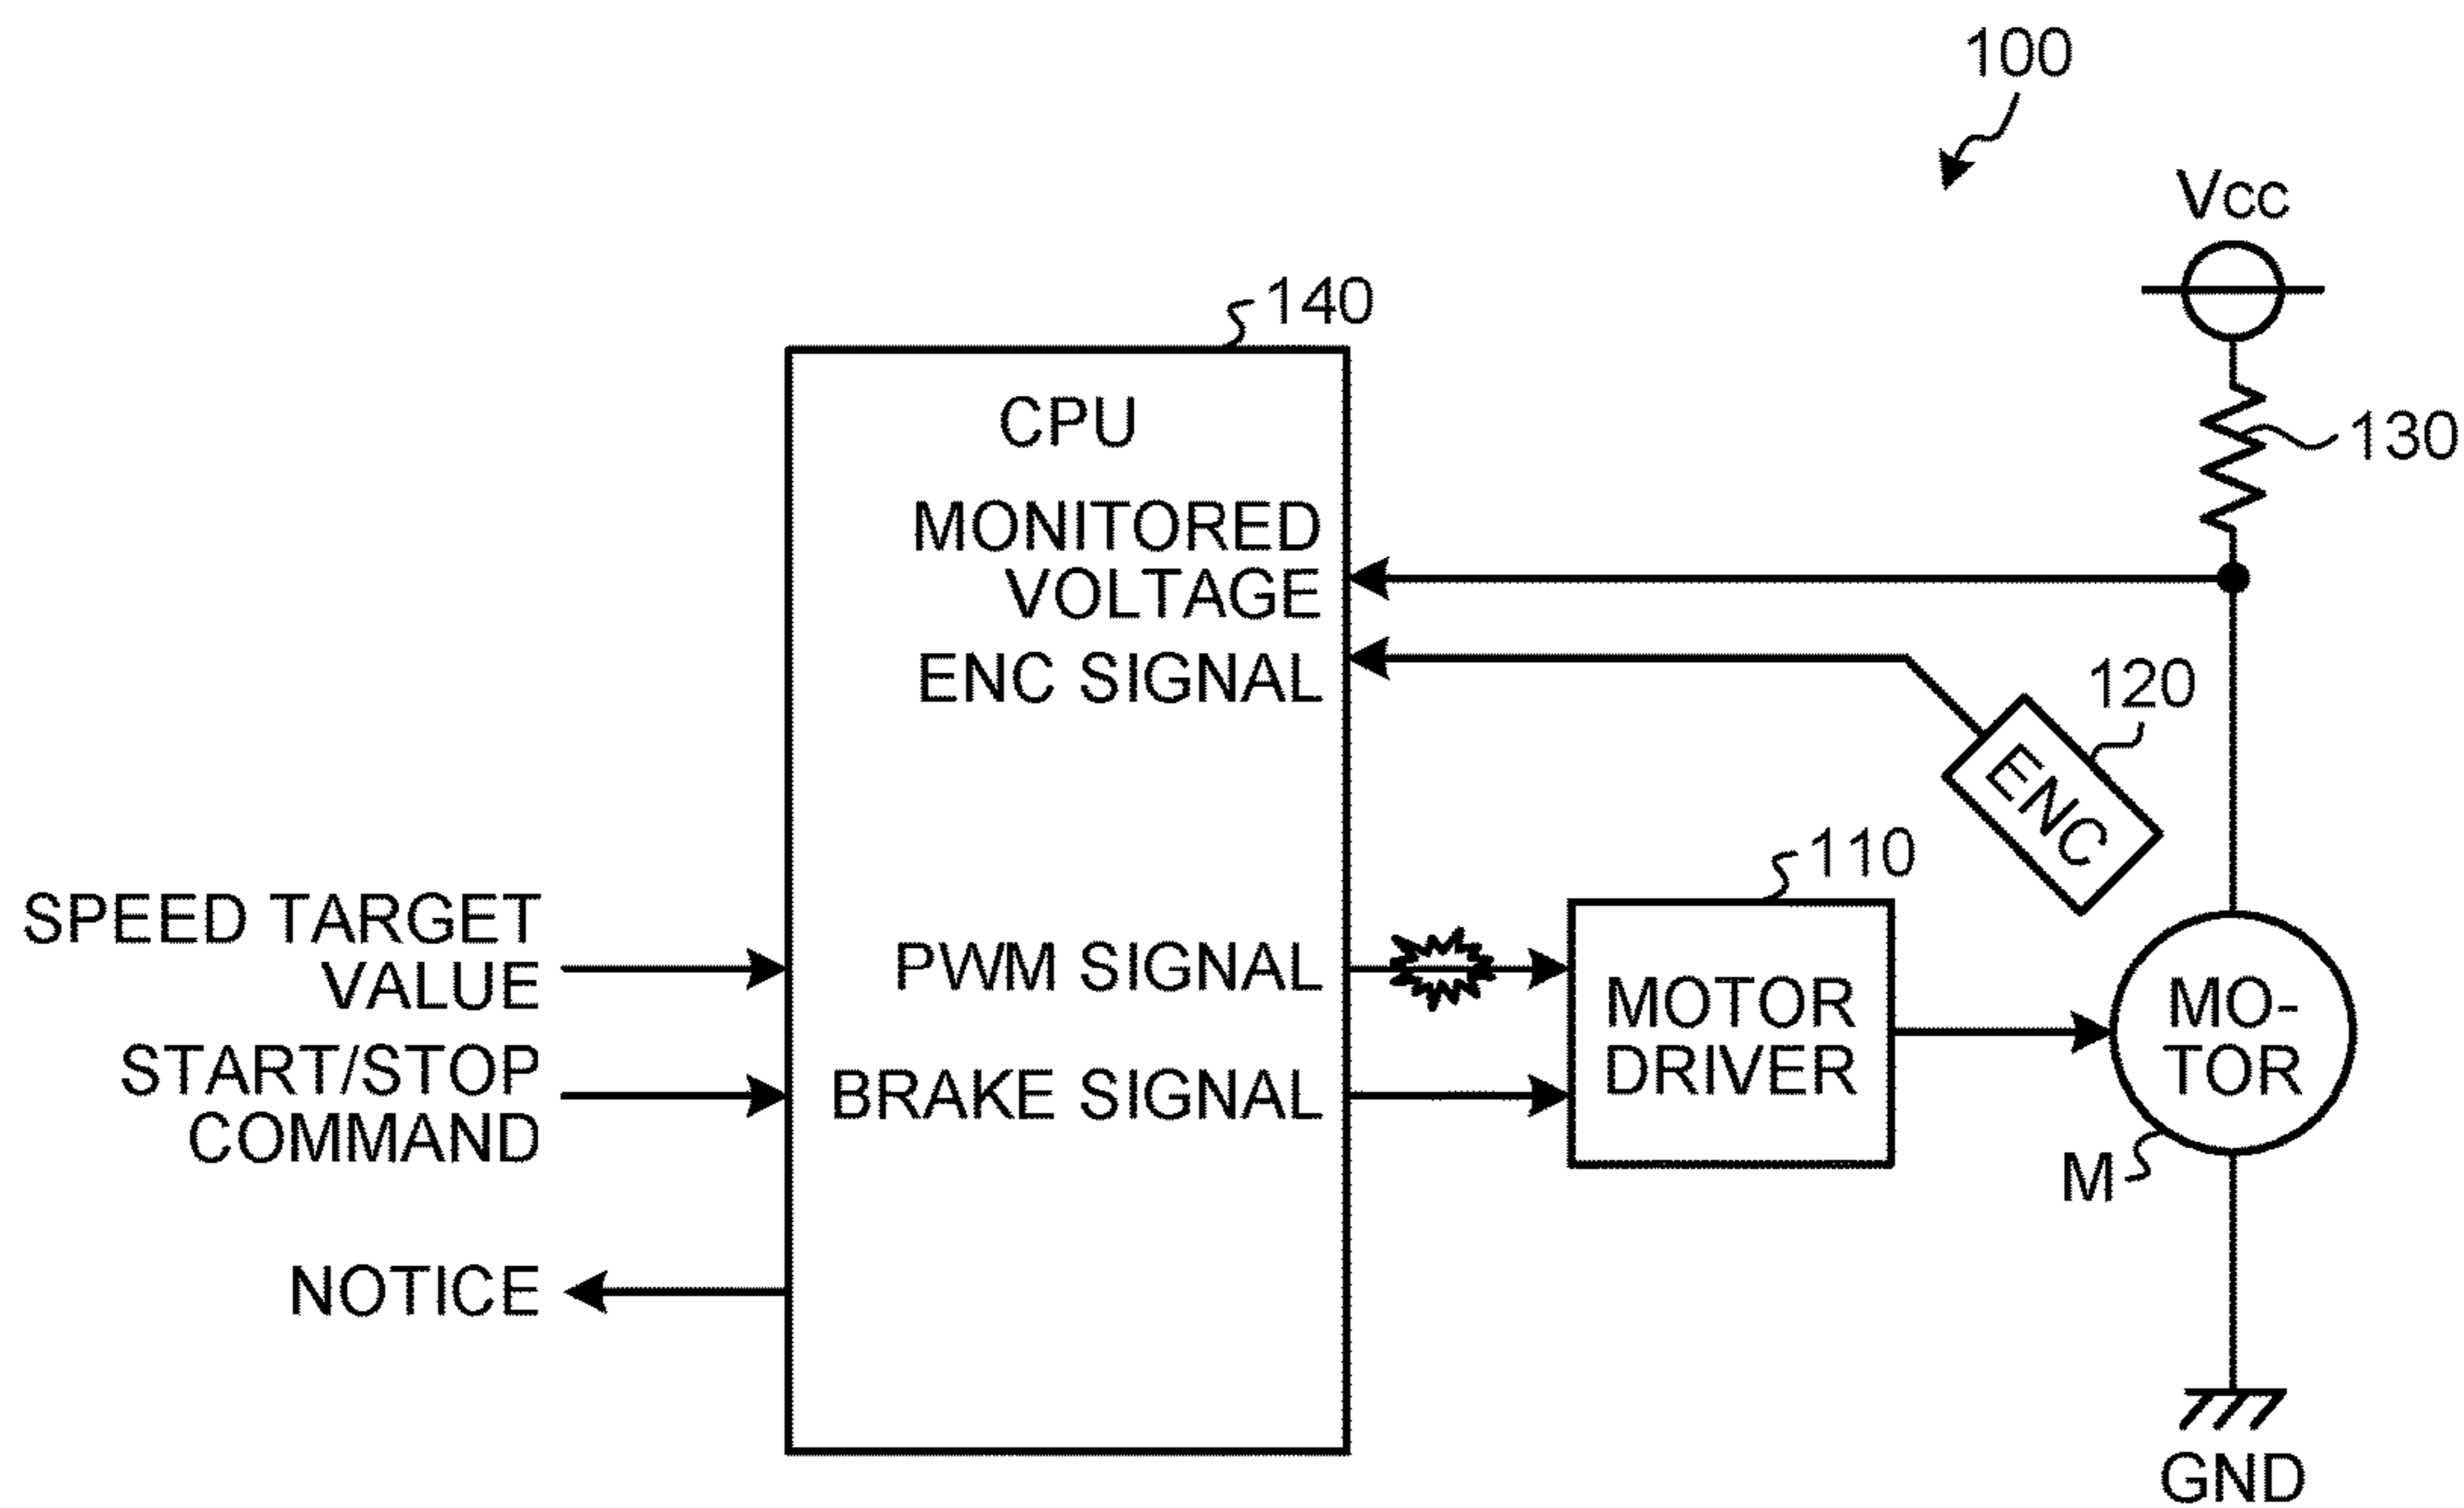 100
Vcc
140
CPU
130
MONITORED
VOLTAGE
ENC SIGNAL
120
ENC
110
SPEED TARGET
VALUE
PWM SIGNAL
MOTOR
DRIVER
MO-
TOR
START/STOP
COMMAND
BRAKE SIGNAL
M
NOTICE
GND